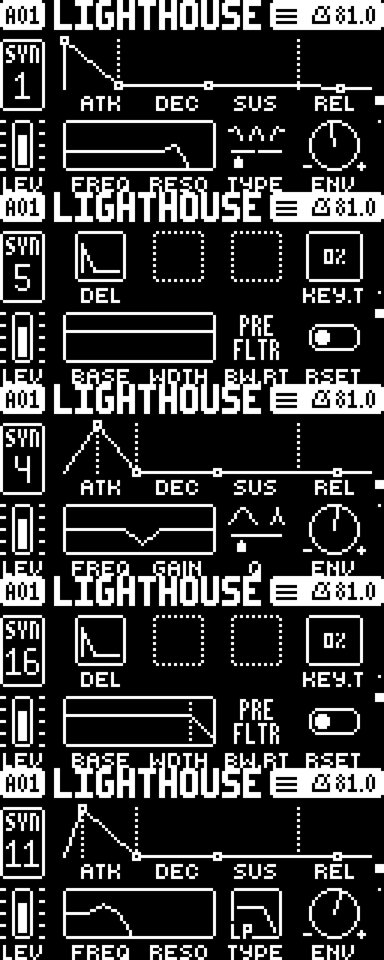 A01 LIGHTHOUSE 81.0
SYN
1
ATK DEC SUS REL
LEV FREQ RESO TYPE ENV
A01 LIGHTHOUSE 81.0
SYN
5
0%
DEL KEY.T
PRE
FLTR
LEV BASE WDTH BW.RT RSET
A01 LIGHTHOUSE 81.0
SYN
4
ATK DEC SUS REL
LEV FREQ GAIN Q ENV
A01 LIGHTHOUSE 81.0
SYN
16
0%
DEL KEY.T
PRE
FLTR
LEV BASE WDTH BW.RT RSET
A01 LIGHTHOUSE 81.0
SYN
11
ATK DEC SUS REL
LP
LEV FREQ RESO TYPE ENV